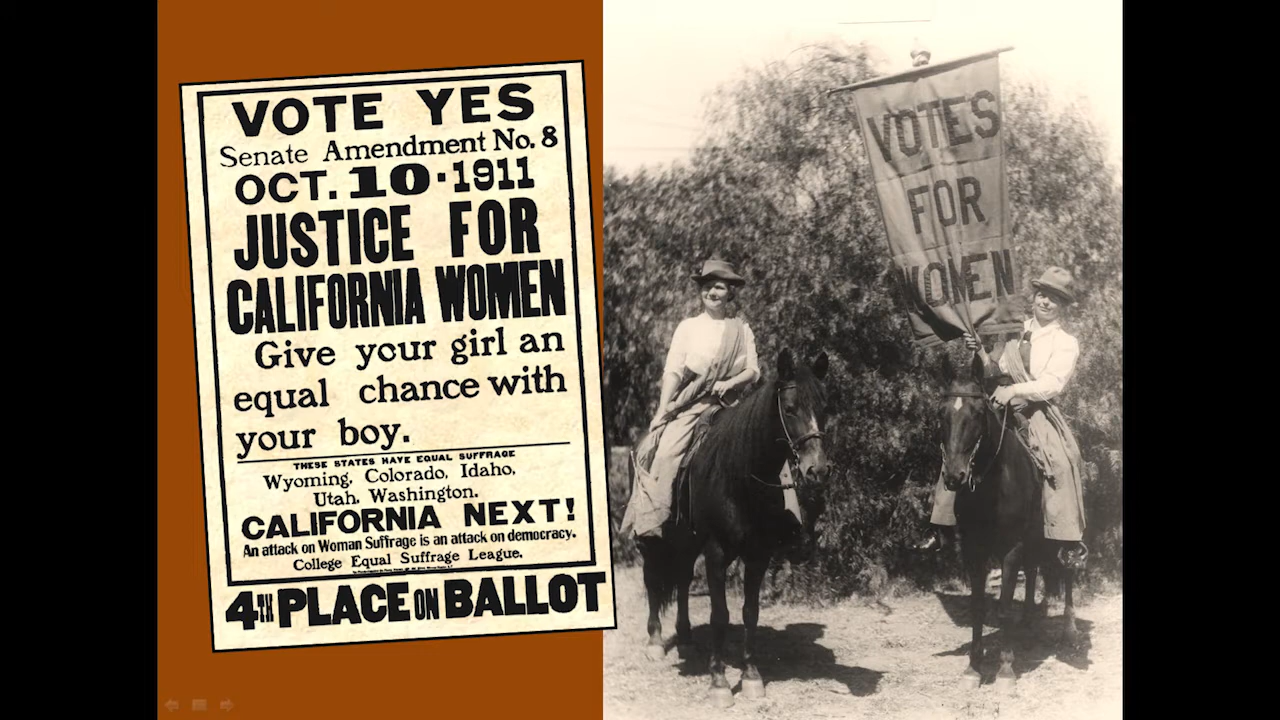 VOTE YES
Senate Amendment No. 8
OCT. 10·1911
JUSTICE FOR
CALIFORNIA WOMEN
Give your girl an
equal chance with
your boy.
THESE STATES HAVE EQUAL SUFFRAGE
Wyoming, Colorado, Idaho,
Utah, Washington.
CALIFORNIA NEXT!
An attack on Woman Suffrage is an attack on democracy.
College Equal Suffrage League.
4TH PLACE ON BALLOT
VOTES
FOR
WOMEN